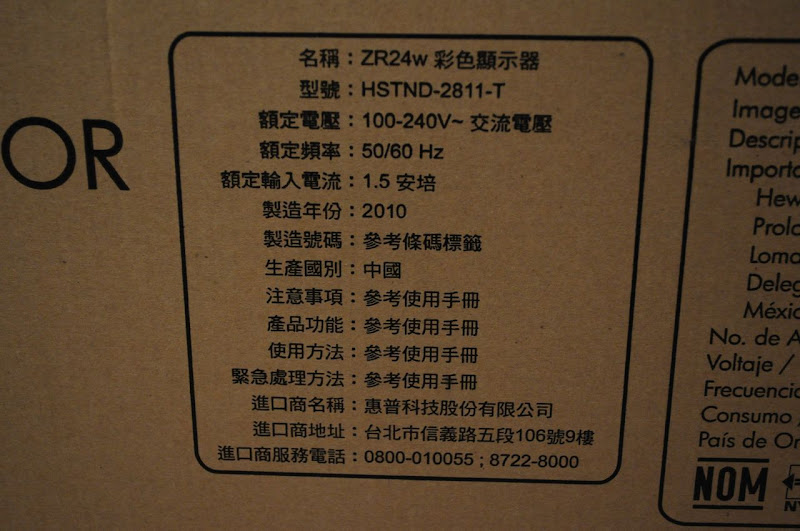 OR
名稱：ZR24w 彩色顯示器
型號：HSTND-2811-T
額定電壓：100-240V~ 交流電壓
額定頻率：50/60 Hz
額定輸入電流：1.5 安培
製造年份：2010
製造號碼：參考條碼標籤
生產國別：中國
注意事項：參考使用手冊
產品功能：參考使用手冊
使用方法：參考使用手冊
緊急處理方法：參考使用手冊
進口商名稱：惠普科技股份有限公司
進口商地址：台北市信義路五段106號9樓
進口商服務電話：0800-010055 ; 8722-8000
Mode
Image
Descrip
Importa
Hew
Prolo
Loma
Deleg
Méxic
No. de A
Voltaje /
Frecuencia
Consumo
País de Or
NOM